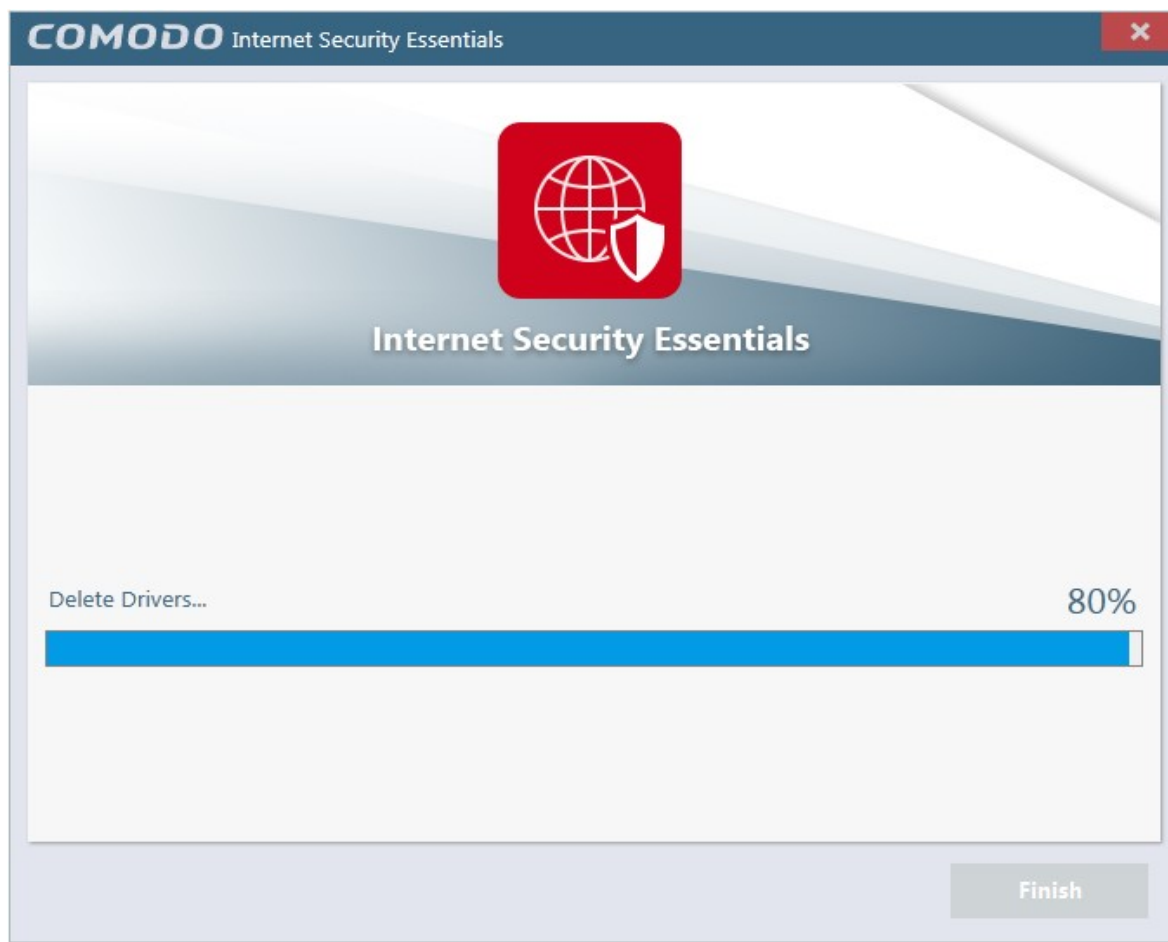 COMODO Internet Security Essentials
Internet Security Essentials
Delete Drivers...
80%
Finish